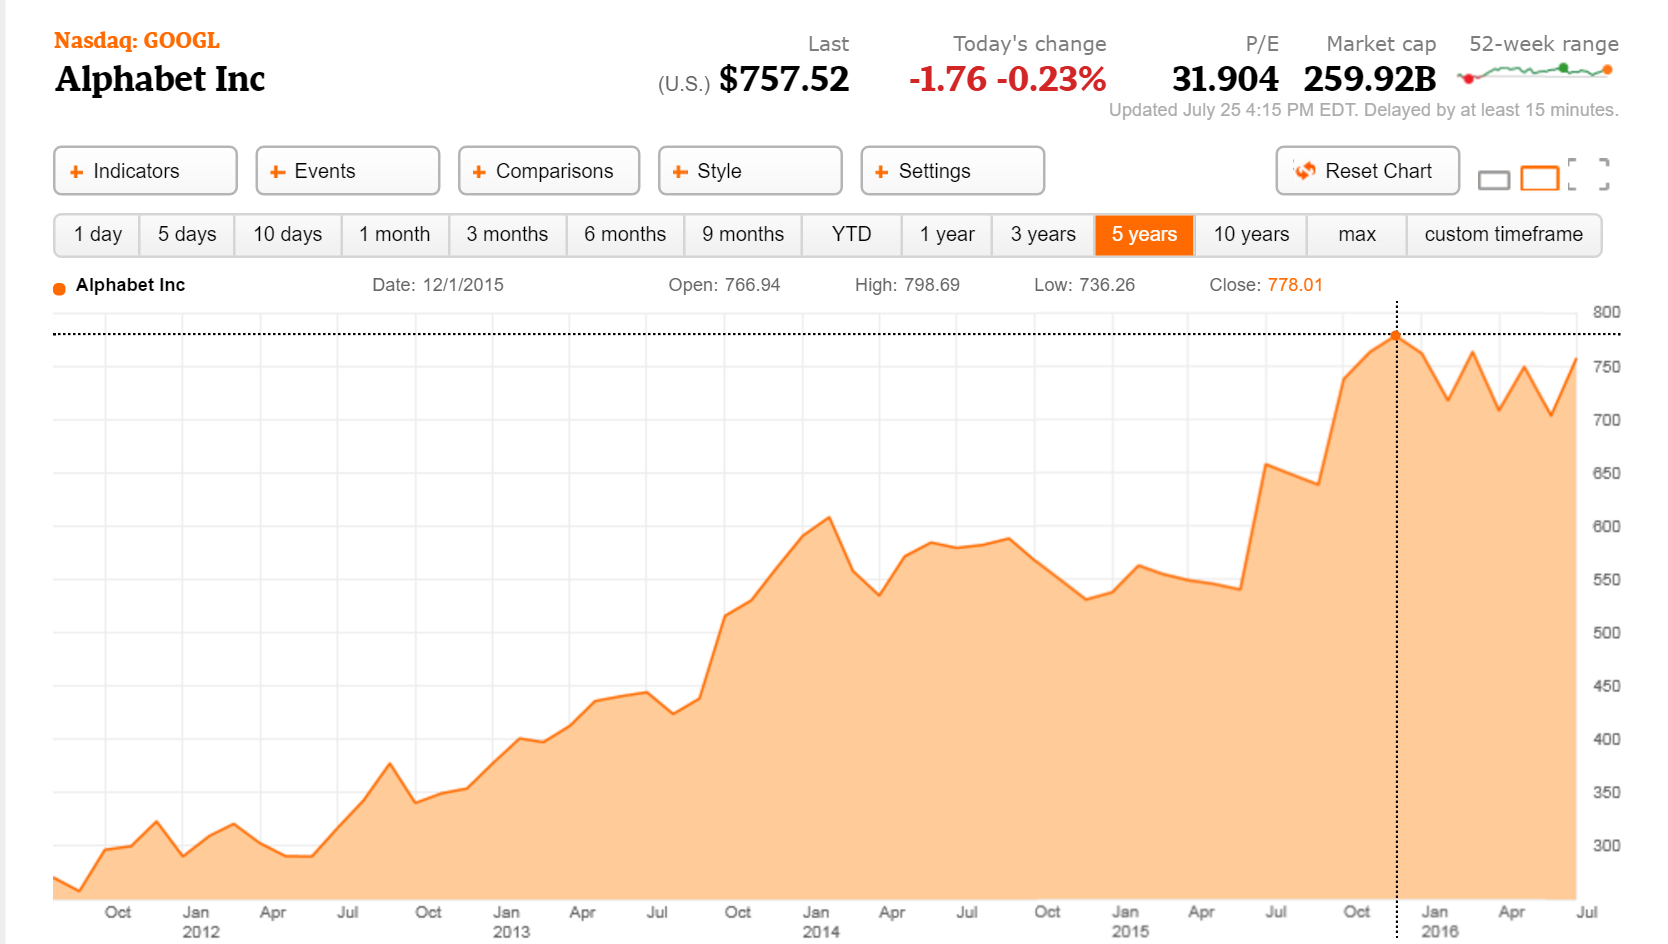 Nasdaq: GOOGL
Alphabet Inc
Last
(U.S.) $757.52
Today's change
-1.76 -0.23%
P/E
31.904
Market cap
259.92B
52-week range
Updated July 25 4:15 PM EDT. Delayed by at least 15 minutes.
+ Indicators
+ Events
+ Comparisons
+ Style
+ Settings
Reset Chart
1 day 5 days 10 days 1 month 3 months 6 months 9 months YTD 1 year 3 years 5 years 10 years max custom timeframe
Alphabet Inc Date: 12/1/2015 Open: 766.94 High: 798.69 Low: 736.26 Close: 778.01
800
750
700
650
600
550
500
450
400
350
300
Oct Jan Apr Jul Oct Jan Apr Jul Oct Jan Apr Jul Oct Jan Apr Jul Oct Jan Apr Jul
2012 2013 2014 2015 2016